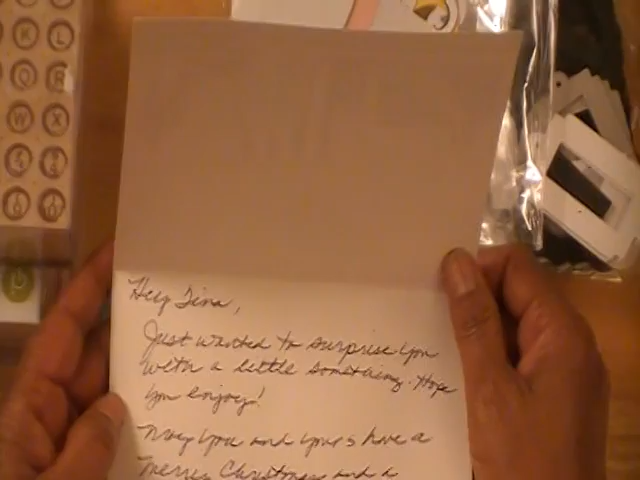 K L
Q R
W X
Hey Tina,
Just wanted to surprise you
with a little something. Hope
you enjoy!
May you and yours have a
Merry Christmas and a